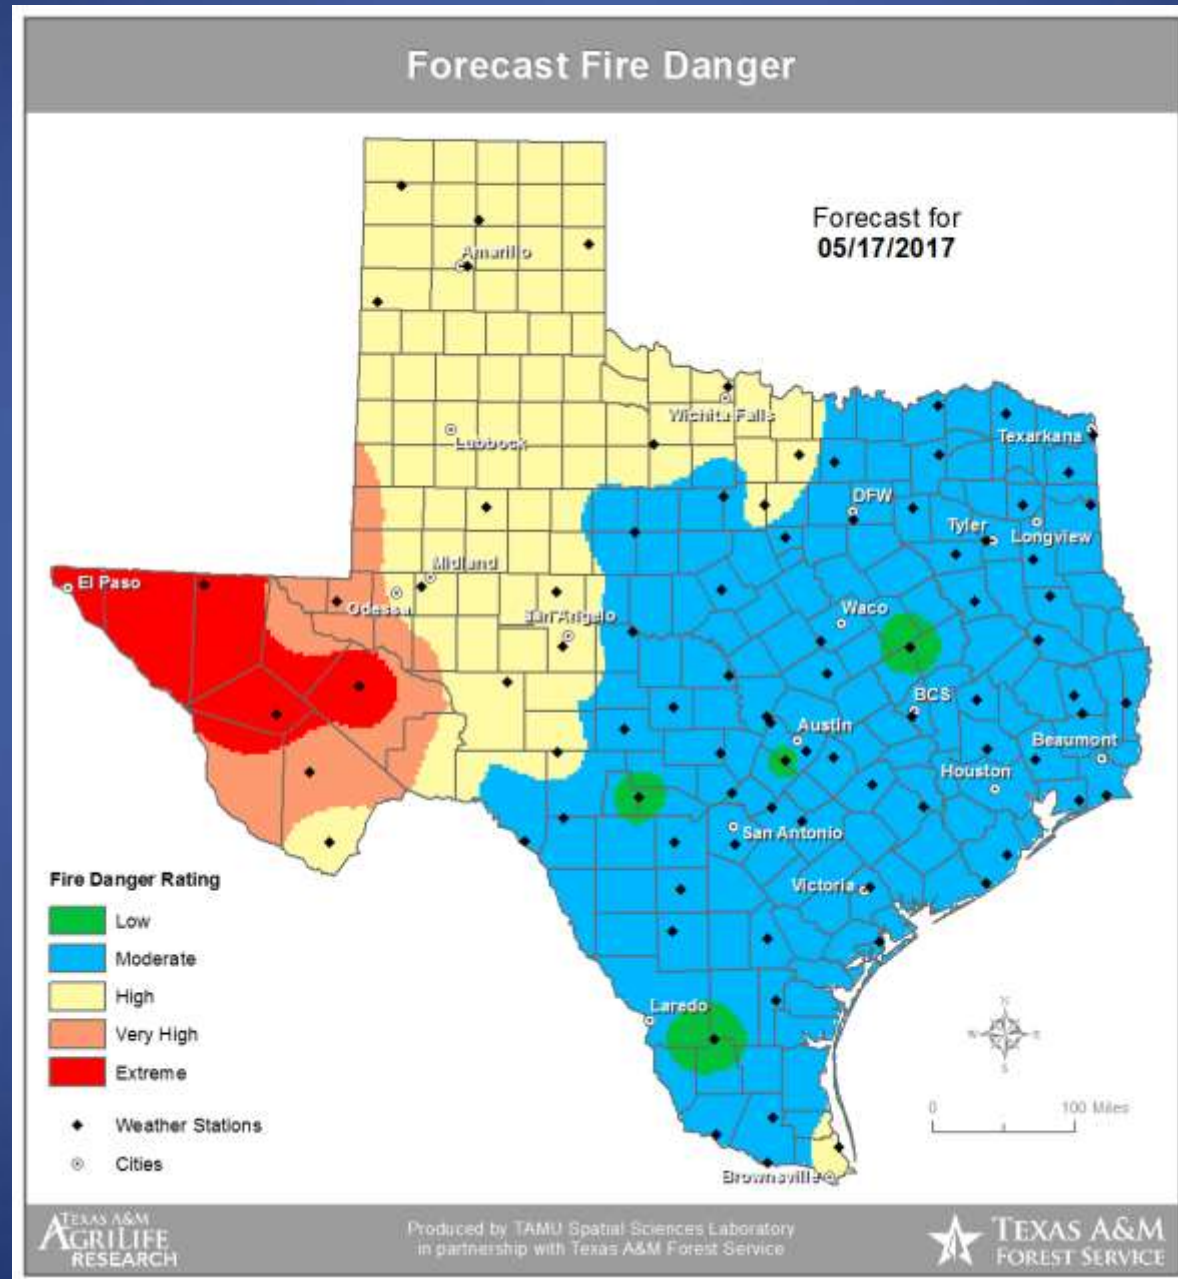 Forecast Fire Danger
Forecast for
05/17/2017
Amarillo
Wichita Falls
Lubbock
Texarkana
DFW
Tyler
Longview
Midland
El Paso
Odessa
San Angelo
Waco
BCS
Austin
Beaumont
Houston
San Antonio
Victoria
Laredo
Brownsville
Fire Danger Rating
Low
Moderate
High
Very High
Extreme
Weather Stations
Cities
N
W E
S
0 100 Miles
TEXAS A&M
AGRILIFE
RESEARCH
Produced by TAMU Spatial Sciences Laboratory
in partnership with Texas A&M Forest Service
TEXAS A&M
FOREST SERVICE